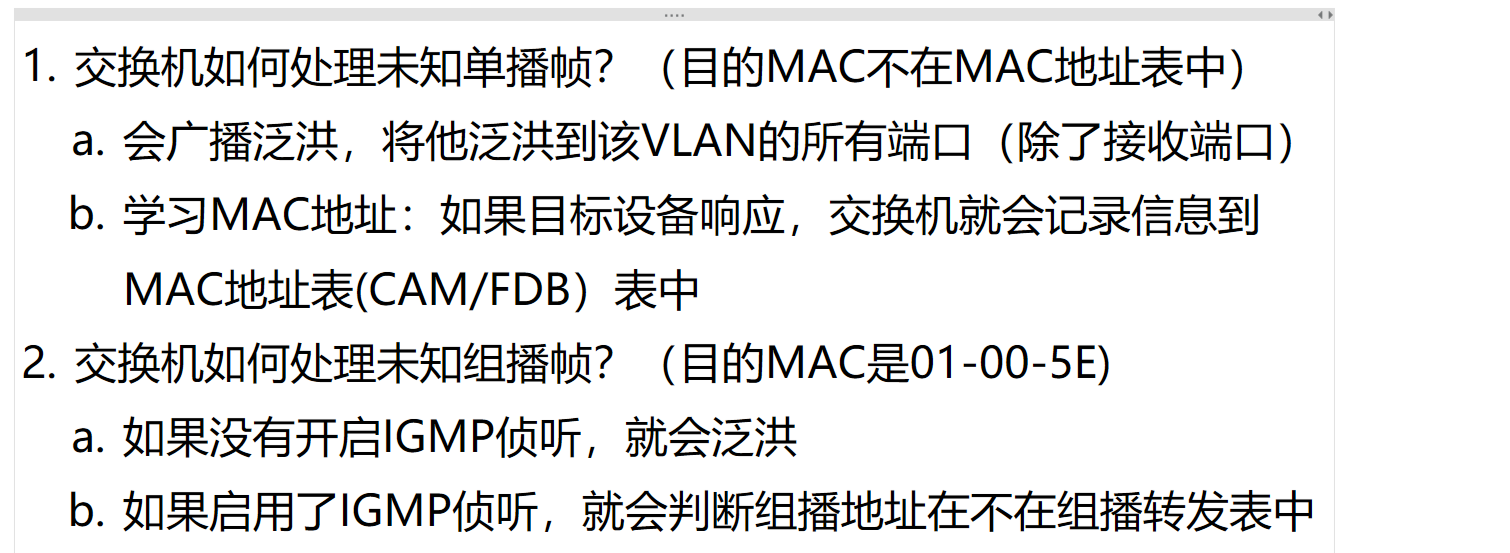 1. 交换机如何处理未知单播帧？（目的MAC不在MAC地址表中）
a. 会广播泛洪，将他泛洪到该VLAN的所有端口（除了接收端口）
b. 学习MAC地址：如果目标设备响应，交换机就会记录信息到
MAC地址表(CAM/FDB）表中
2. 交换机如何处理未知组播帧？（目的MAC是01-00-5E)
a. 如果没有开启IGMP侦听，就会泛洪
b. 如果启用了IGMP侦听，就会判断组播地址在不在组播转发表中